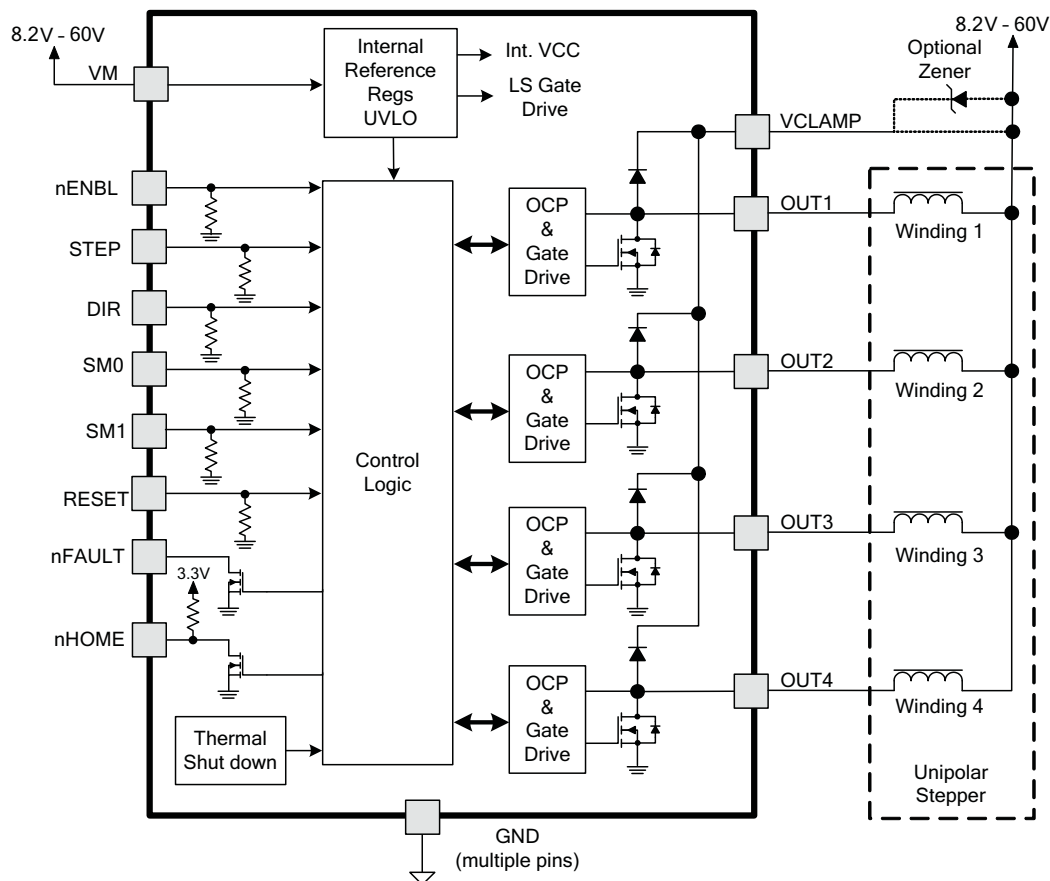 8.2V - 60V
VM
Internal
Reference
Regs
UVLO
Int. VCC
LS Gate
Drive
8.2V - 60V
Optional
Zener
VCLAMP
nENBL
STEP
DIR
SM0
SM1
RESET
nFAULT
3.3V
nHOME
Control
Logic
Thermal
Shut down
OCP
&
Gate
Drive
OUT1
Winding 1
OCP
&
Gate
Drive
OUT2
Winding 2
OCP
&
Gate
Drive
OUT3
Winding 3
OCP
&
Gate
Drive
OUT4
Winding 4
Unipolar
Stepper
GND
(multiple pins)